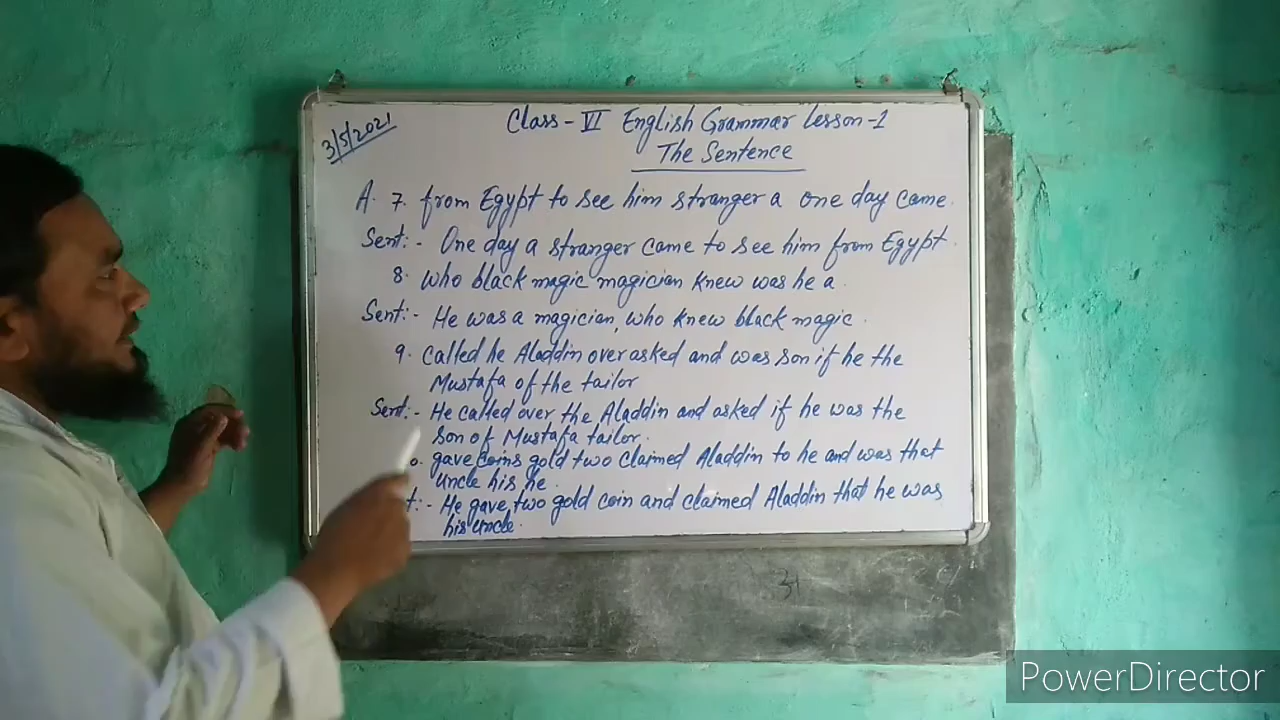 3/5/2021
Class - VI English Grammar Lesson-1
The Sentence
A. 7. from Egypt to see him stranger a one day came.
Sent:- One day a stranger came to see him from Egypt.
8. who black magic magician knew was he a.
Sent:- He was a magician, who knew black magic.
9. called he Aladdin over asked and was son if he the
Mustafa of the tailor
Sent:- He called over the Aladdin and asked if he was the
son of Mustafa tailor.
0. gave coins gold two claimed Aladdin to he and was that
uncle his he.
t:- He gave, two gold coin and claimed Aladdin that he was
his uncle.
PowerDirector